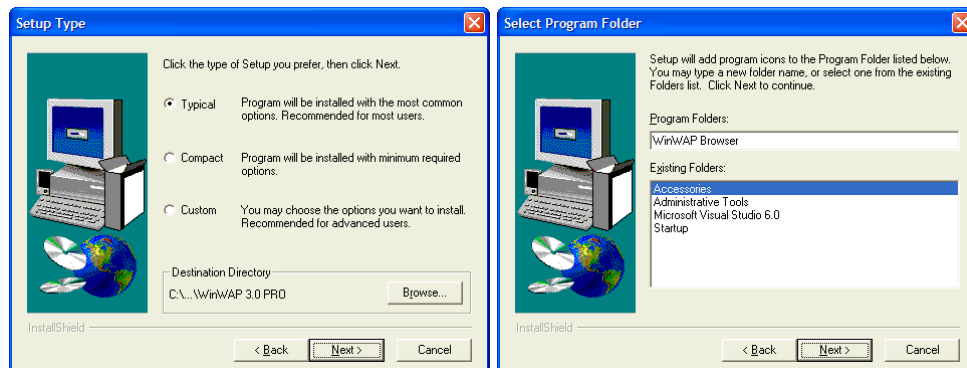 Setup Type
Click the type of Setup you prefer, then click Next.
Typical
Program will be installed with the most common
options. Recommended for most users.
Compact
Program will be installed with minimum required
options.
Custom
You may choose the options you want to install.
Recommended for advanced users.
Destination Directory
C:\...\WinWAP 3.0 PRO
Browse...
InstallShield
< Back
Next >
Cancel
Select Program Folder
Setup will add program icons to the Program Folder listed below.
You may type a new folder name, or select one from the existing
Folders list. Click Next to continue.
Program Folders:
WinWAP Browser
Existing Folders:
Accessories
Administrative Tools
Microsoft Visual Studio 6.0
Startup
InstallShield
< Back
Next >
Cancel